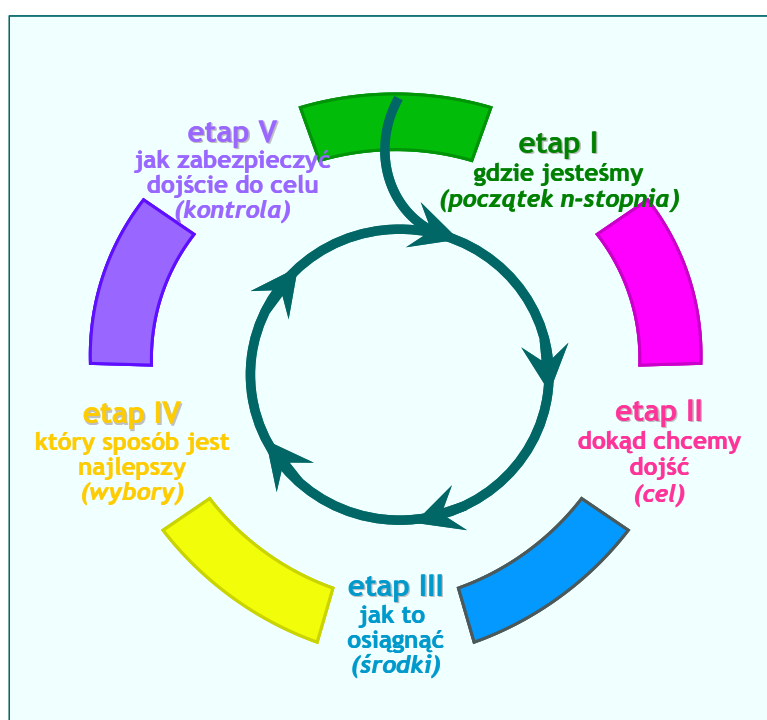 etap I
gdzie jesteśmy
(początek n-stoppia)
etap II
dokąd chcemy
dojść
(cel)
etap III
jak to
osiągnąć
(środki)
etap IV
który sposób jest
najlepszy
(wybory)
etap V
jak zabezpieczyć
dojście do celu
(kontrola)